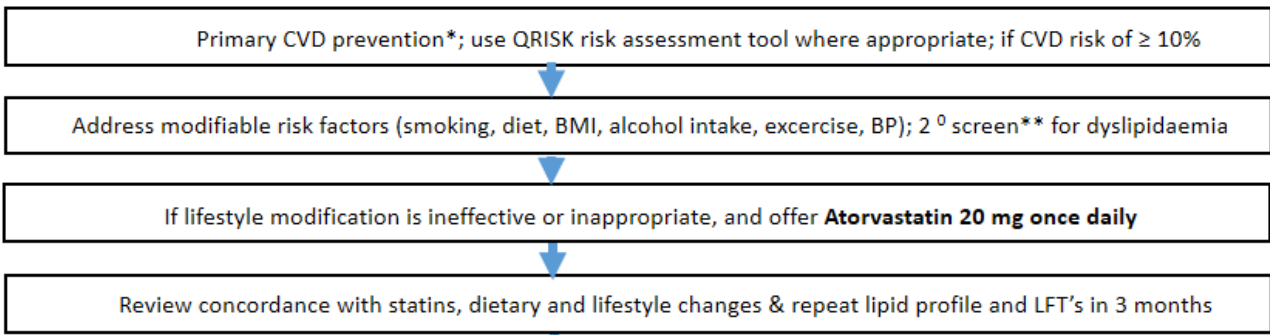 Primary CVD prevention*; use QRISK risk assessment tool where appropriate; if CVD risk of ≥ 10%
Address modifiable risk factors (smoking, diet, BMI, alcohol intake, excercise, BP); 2 ⁰ screen** for dyslipidaemia
If lifestyle modification is ineffective or inappropriate, and offer Atorvastatin 20 mg once daily
Review concordance with statins, dietary and lifestyle changes & repeat lipid profile and LFT's in 3 months